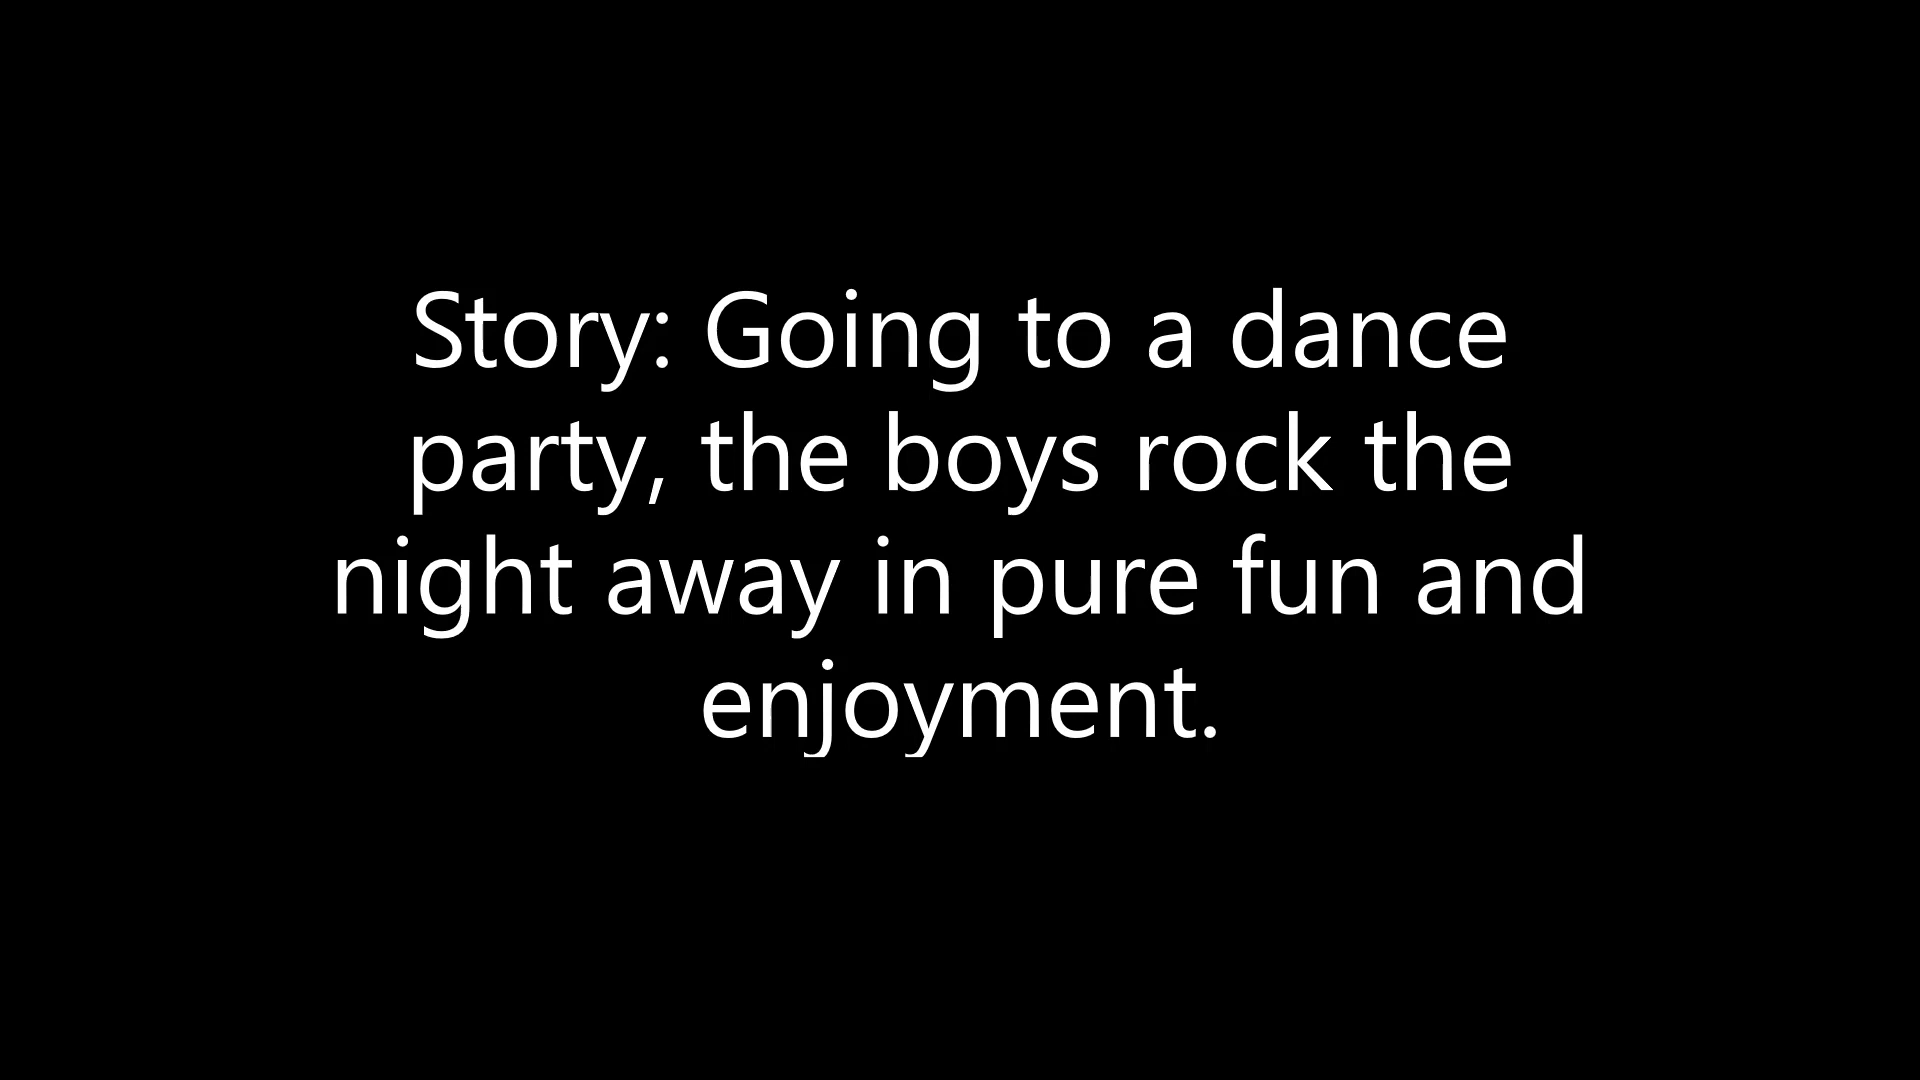 Story: Going to a dance
party, the boys rock the
night away in pure fun and
enjoyment.